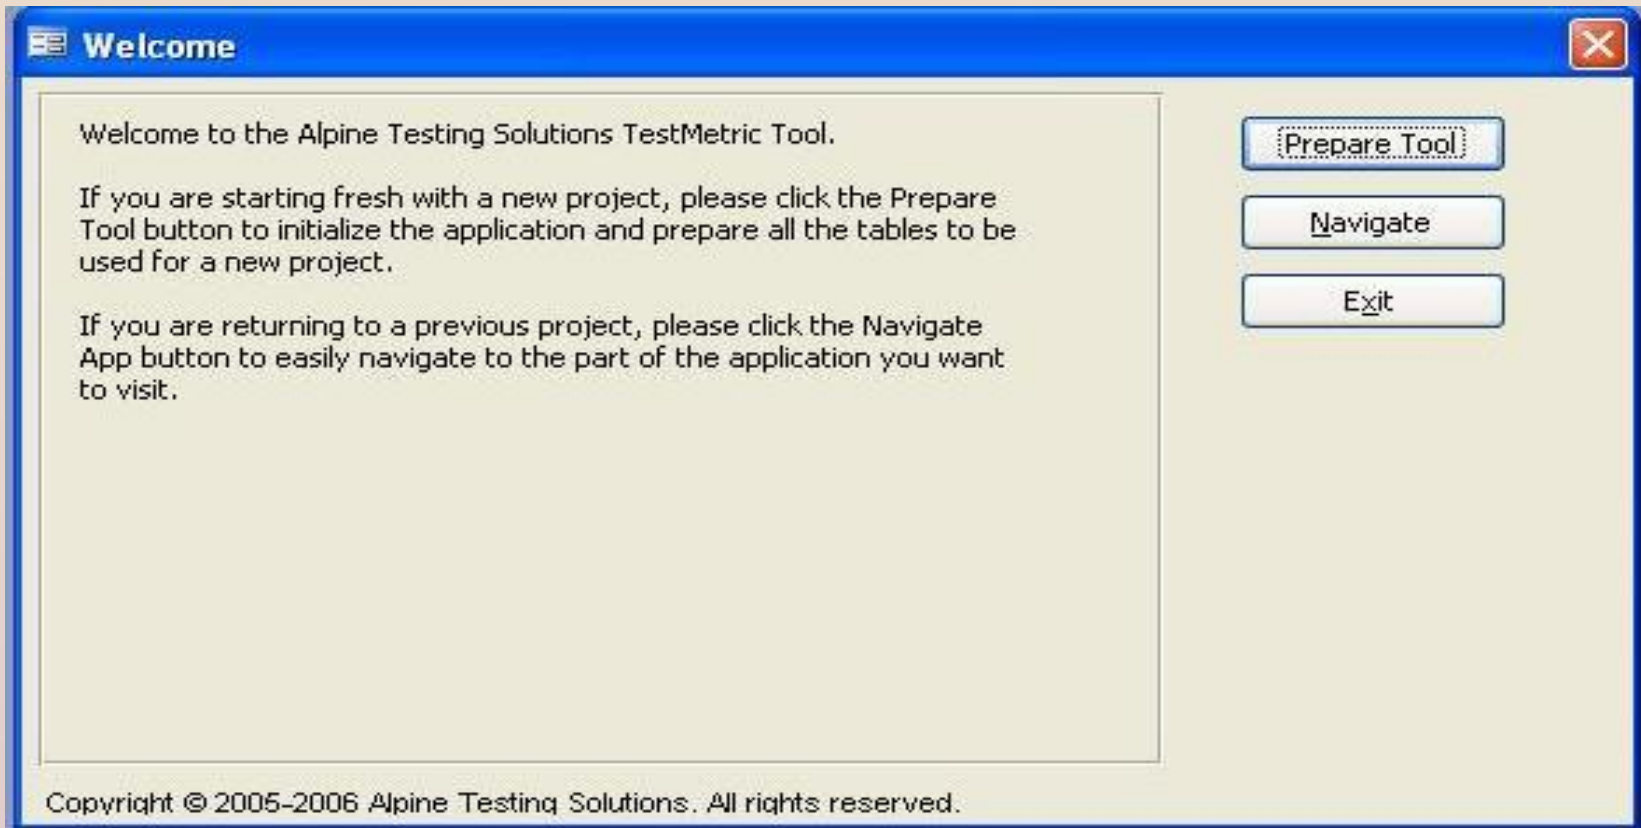 Welcome
Welcome to the Alpine Testing Solutions TestMetric Tool.
If you are starting fresh with a new project, please click the Prepare
Tool button to initialize the application and prepare all the tables to be
used for a new project.
If you are returning to a previous project, please click the Navigate
App button to easily navigate to the part of the application you want
to visit.
Prepare Tool
Navigate
Exit
Copyright © 2005-2006 Alpine Testing Solutions. All rights reserved.